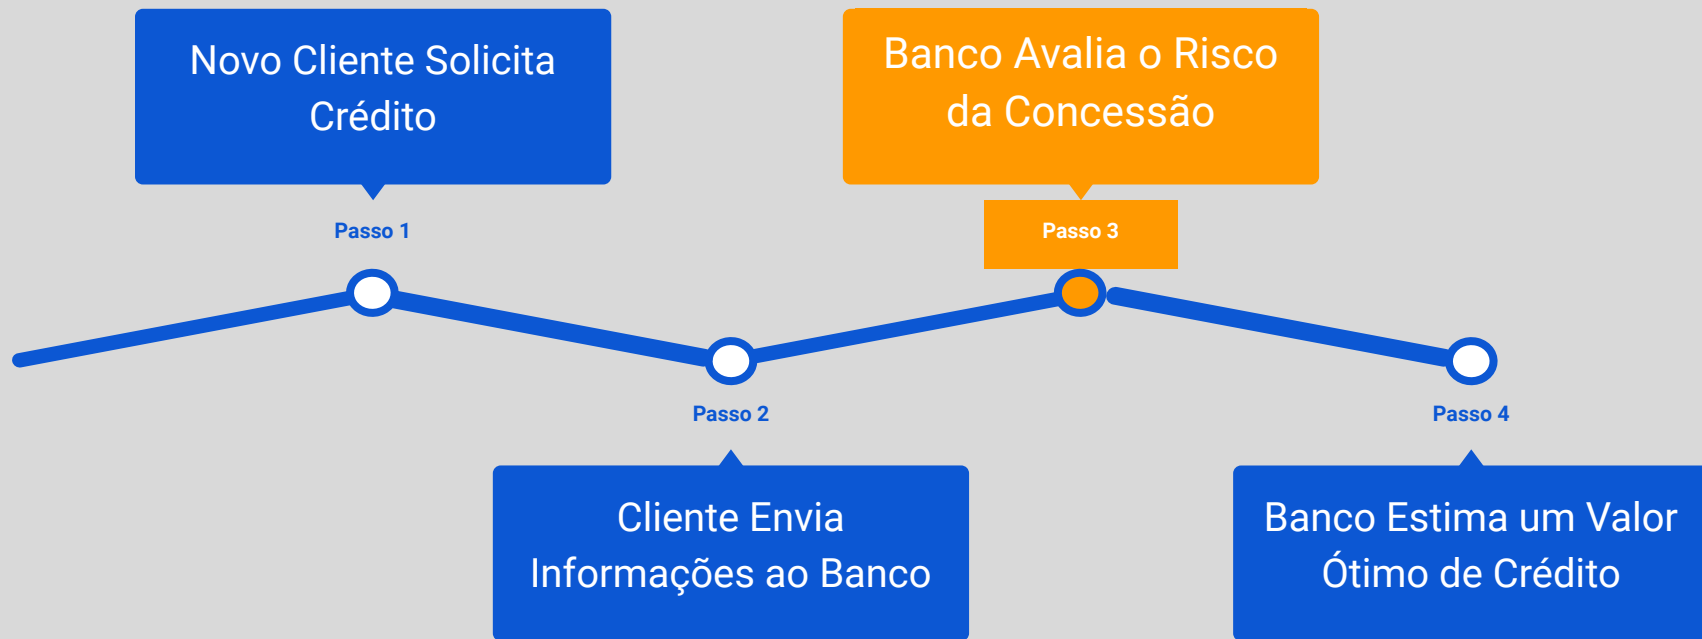 Novo Cliente Solicita
Crédito
Passo 1
Cliente Envia
Informações ao Banco
Passo 2
Banco Avalia o Risco
da Concessão
Passo 3
Banco Estima um Valor
Ótimo de Crédito
Passo 4